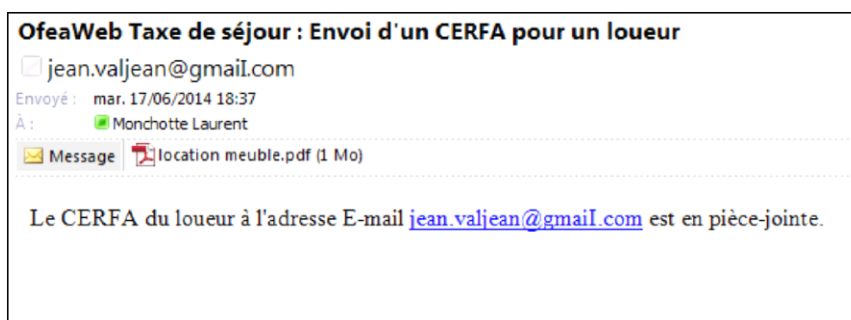 OfeaWeb Taxe de séjour : Envoi d'un CERFA pour un loueur
jean.valjean@gmaiI.com
Envoyé : mar. 17/06/2014 18:37
À : Monchotte Laurent
Message location meuble.pdf (1 Mo)
Le CERFA du loueur à l'adresse E-mail jean.valjean@gmaiI.com est en pièce-jointe.